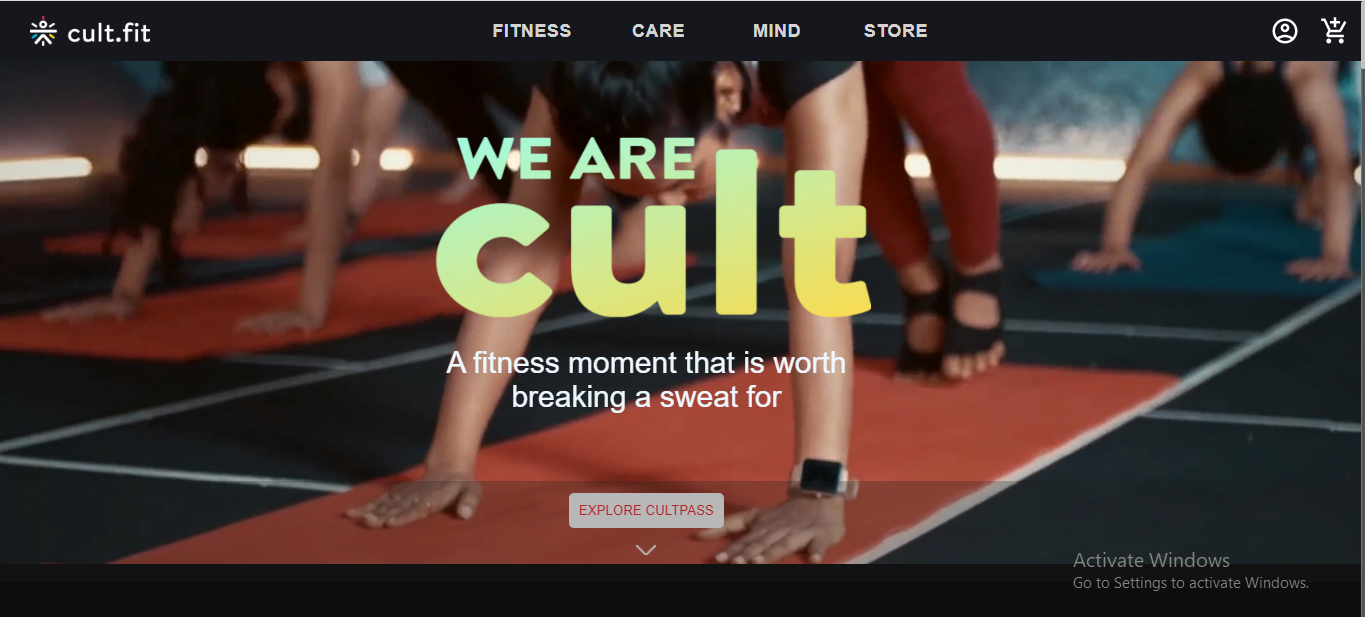 cult.fit
FITNESS CARE MIND STORE
WE ARE
cult
A fitness moment that is worth
breaking a sweat for
EXPLORE CULTPASS
Activate Windows
Go to Settings to activate Windows.